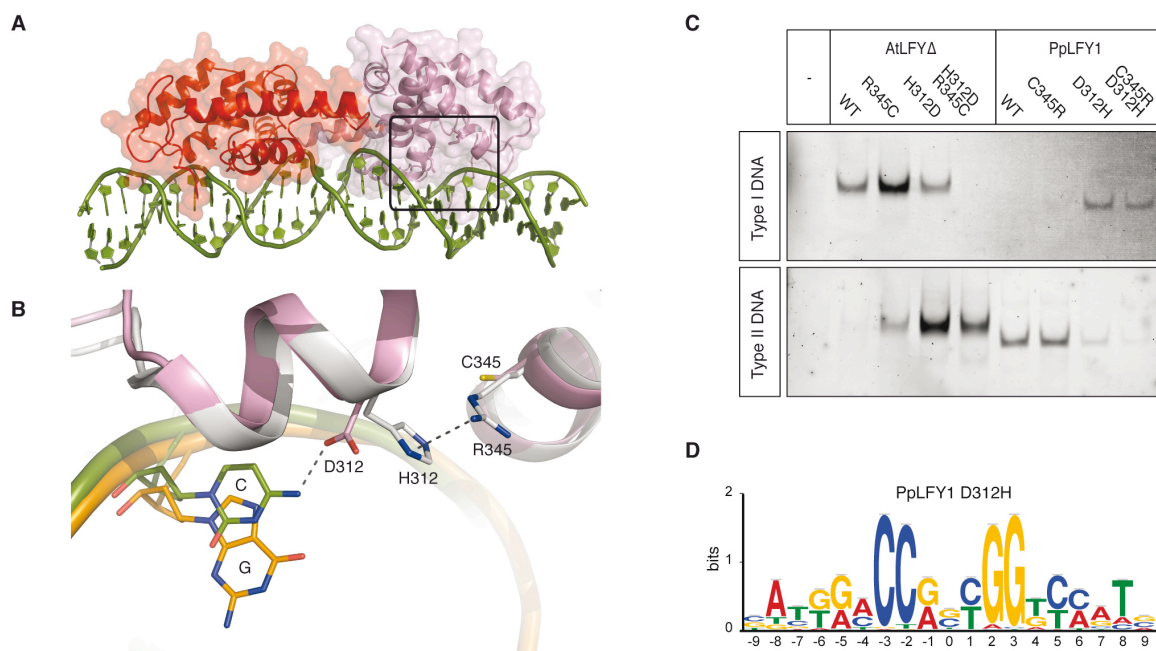 A
B
C345
D312
H312
R345
C
G
C
AtLFYΔ
PpLFY1
-
WT
R345C
H312D
H312D
R345C
WT
C345R
D312H
C345R
D312H
Type I DNA
Type II DNA
D
PpLFY1 D312H
2
bits
1
0
-9 -8 -7 -6 -5 -4 -3 -2 -1 0 1 2 3 4 5 6 7 8 9